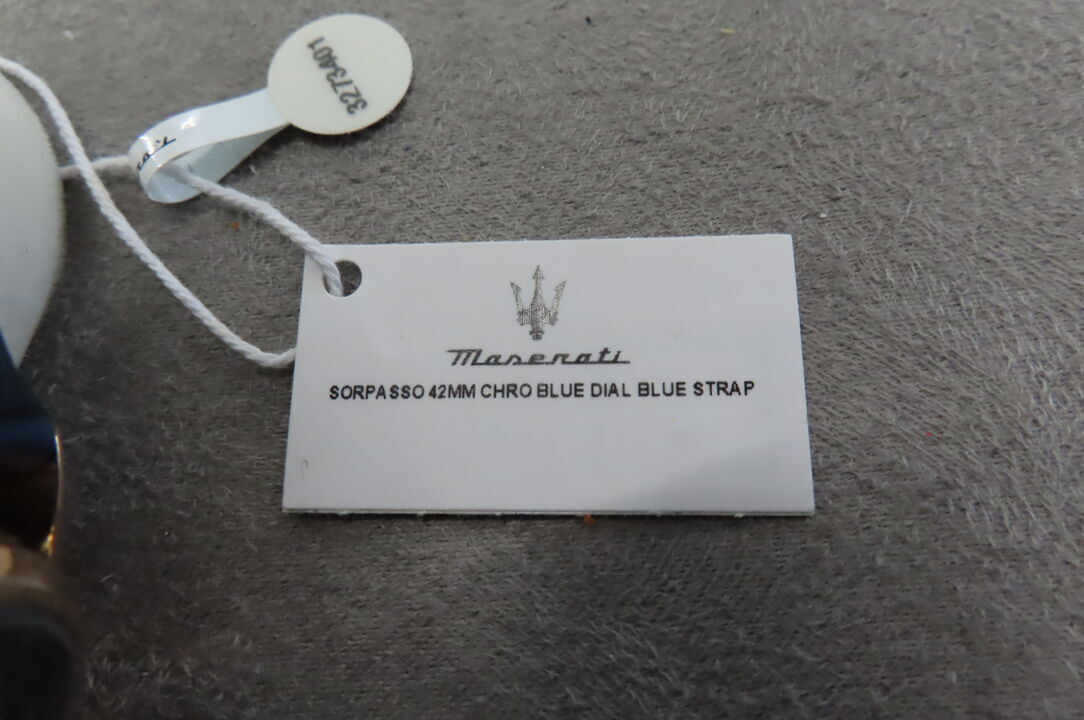 3273401
Maserati
SORPASSO 42MM CHRO BLUE DIAL BLUE STRAP